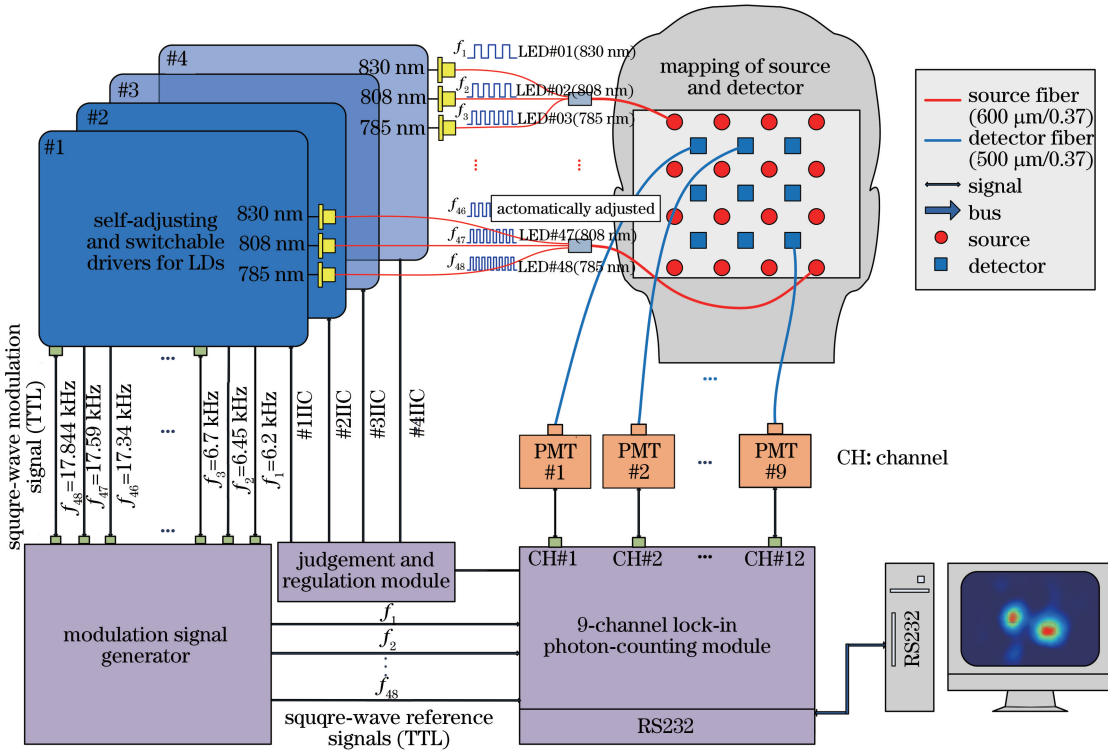 #4
830 nm
808 nm
785 nm
#3
#2
#1
self-adjusting
and switchable
drivers for LDs
830 nm
808 nm
785 nm
f1
LED#01(830 nm)
f2
LED#02(808 nm)
f3
LED#03(785 nm)
f46
actomatically adjusted
f47
LED#47(808 nm)
f48
LED#48(785 nm)
mapping of source
and detector
source fiber
(600 μm/0.37)
detector fiber
(500 μm/0.37)
signal
bus
source
detector
squqre-wave modulation
signal (TTL)
f48=17.844 kHz
f47=17.59 kHz
f46=17.34 kHz
...
...
...
f3=6.7 kHz
f2=6.45 kHz
f1=6.2 kHz
#1IIC
#2IIC
#3IIC
#4IIC
...
PMT
#1
PMT
#2
...
PMT
#9
CH: channel
modulation signal
generator
judgement and
regulation module
f1
f2
f48
squqre-wave reference
signals (TTL)
CH#1
CH#2
...
CH#12
9-channel lock-in
photon-counting module
RS232
RS232